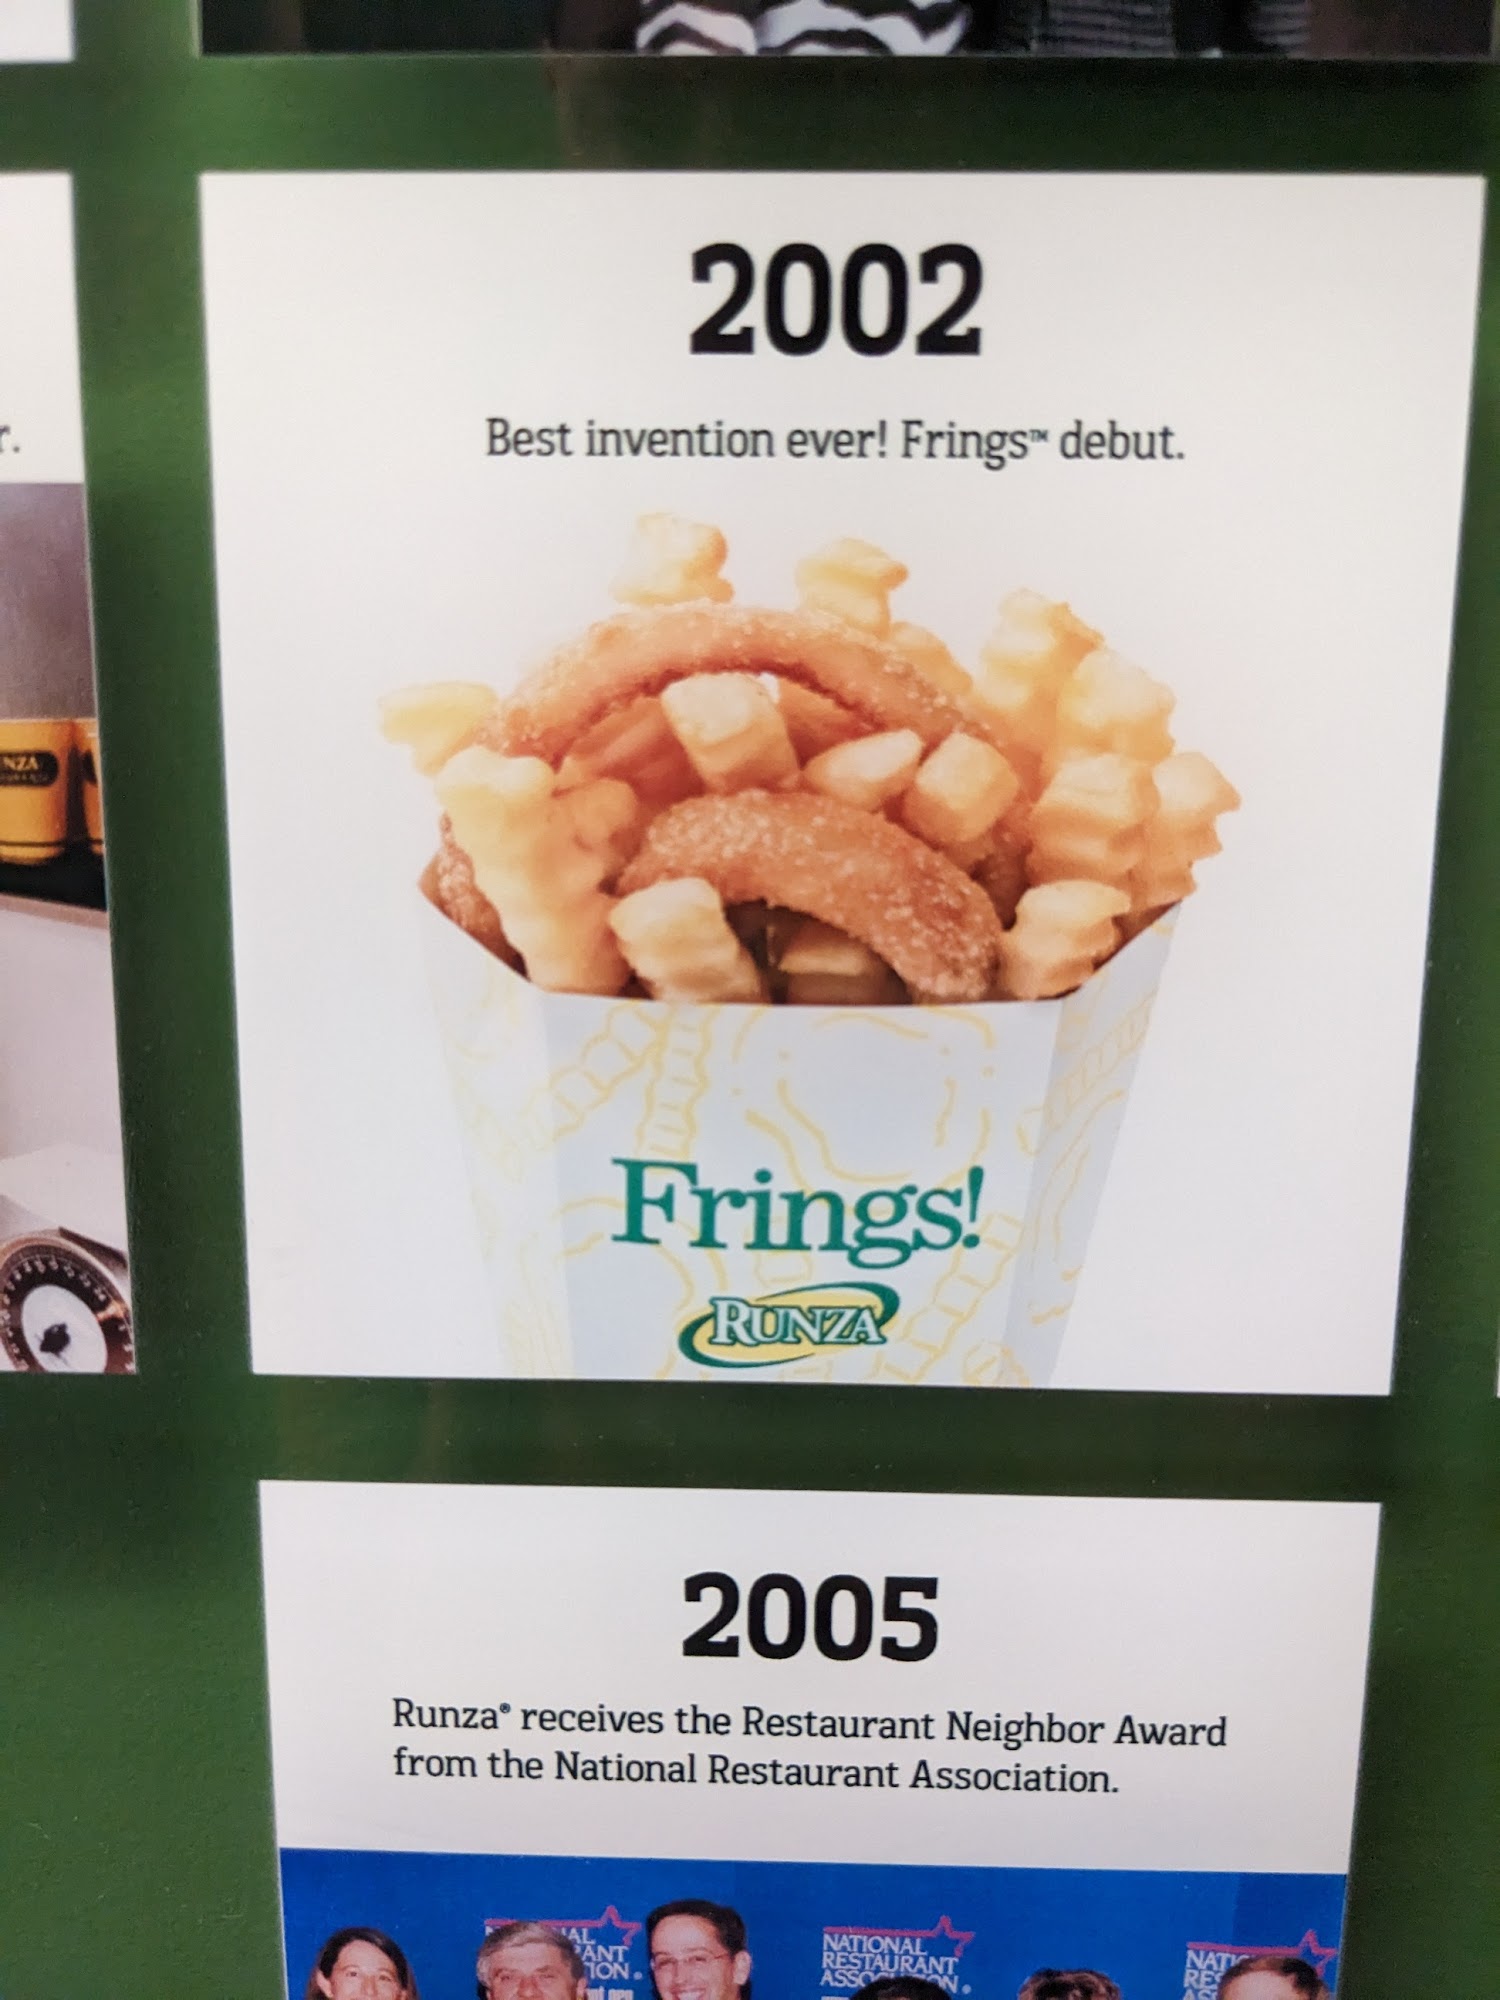 2002
Best invention ever! Frings™ debut.
Frings!
RUNZA
2005
Runza® receives the Restaurant Neighbor Award
from the National Restaurant Association.
NATIONAL
RESTAURANT